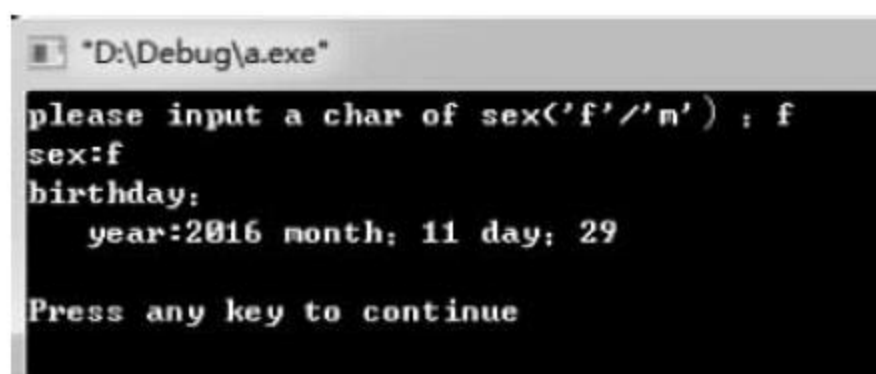 "D:\Debug\a.exe"
please input a char of sex('f'/'m')：f
sex:f
birthday：
   year:2016 month：11 day：29
Press any key to continue